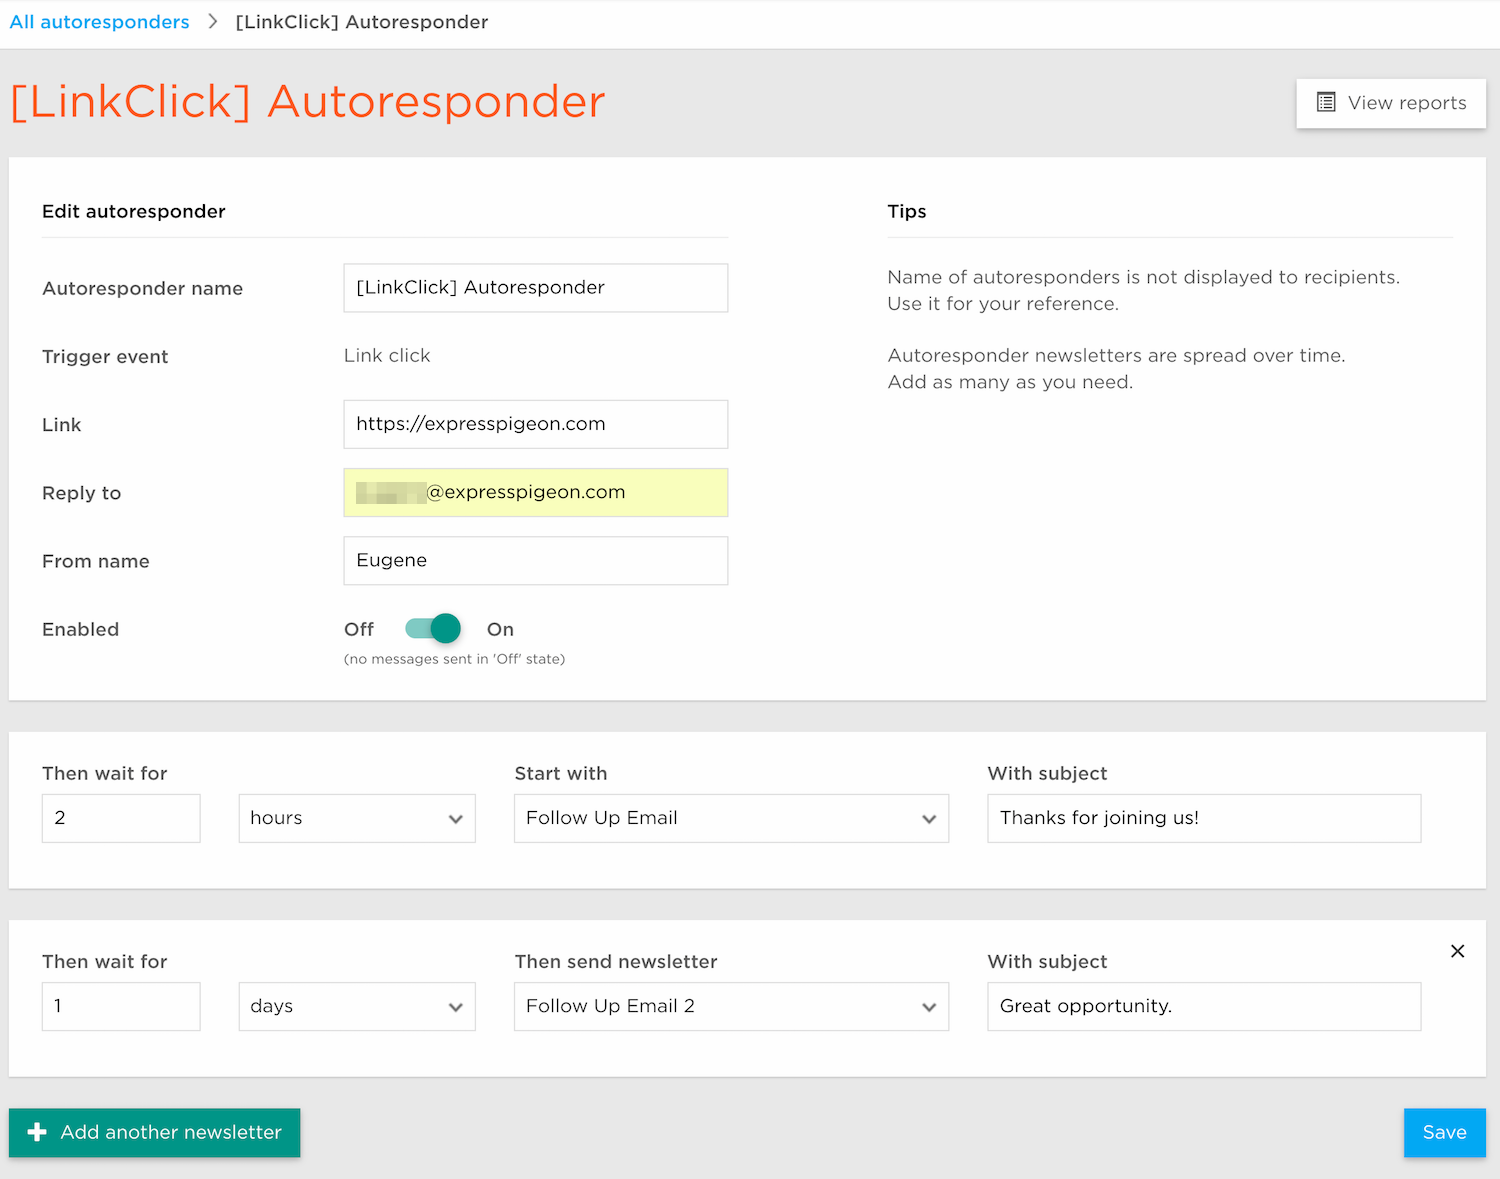 All autoresponders > [LinkClick] Autoresponder
[LinkClick] Autoresponder
View reports
Edit autoresponder
Autoresponder name
[LinkClick] Autoresponder
Trigger event
Link click
Link
https://expresspigeon.com
Reply to
@expresspigeon.com
From name
Eugene
Enabled
Off On
(no messages sent in 'Off' state)
Tips
Name of autoresponders is not displayed to recipients.
Use it for your reference.
Autoresponder newsletters are spread over time.
Add as many as you need.
Then wait for
2
hours
Start with
Follow Up Email
With subject
Thanks for joining us!
Then wait for
1
days
Then send newsletter
Follow Up Email 2
With subject
Great opportunity.
Add another newsletter
Save